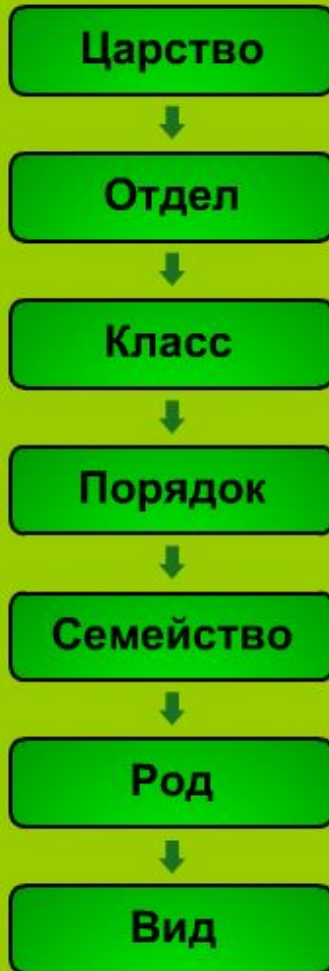 Царство
Отдел
Класс
Порядок
Семейство
Род
Вид